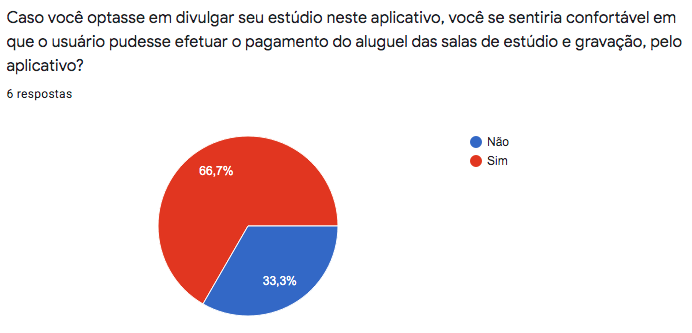 Caso você optasse em divulgar seu estúdio neste aplicativo, você se sentiria confortável em
que o usuário pudesse efetuar o pagamento do aluguel das salas de estúdio e gravação, pelo
aplicativo?
6 respostas
Não
Sim
66,7%
33,3%